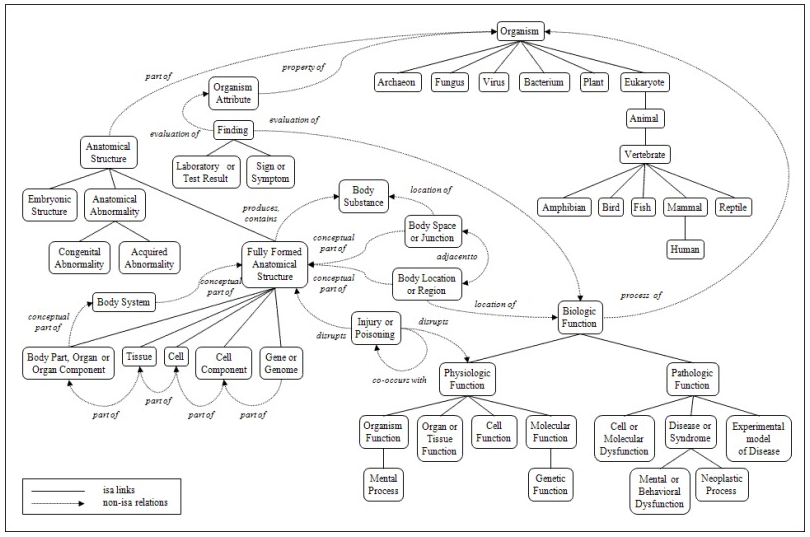 Organism
part of
property of
Archaeon
Fungus
Virus
Bacterium
Plant
Eukaryote
Organism
Attribute
evaluation of
evaluation of
Finding
Animal
Anatomical
Structure
Laboratory or
Test Result
Sign or
Symptom
Vertebrate
Embryonic
Structure
Anatomical
Abnormality
Body
Substance
location of
Amphibian
Bird
Fish
Mammal
Reptile
produces,
contains
Congenital
Abnormality
Acquired
Abnormality
Fully Formed
Anatomical
Structure
conceptual
part of
Body Space
or Junction
Human
adjacent to
conceptual
part of
conceptual
part of
Body Location
or Region
Body System
location of
process of
conceptual
part of
disrupts
Injury or
Poisoning
disrupts
Biologic
Function
Body Part, Organ or
Organ Component
Tissue
Cell
Cell
Component
Gene or
Genome
co-occurs with
Physiologic
Function
Pathologic
Function
part of
part of
part of
part of
Organism
Function
Organ or
Tissue
Function
Cell
Function
Molecular
Function
Cell or
Molecular
Dysfunction
Disease or
Syndrome
Experimental
model
of Disease
Mental
Process
Genetic
Function
Mental or
Behavioral
Dysfunction
Neoplastic
Process
isa links
non-isa relations